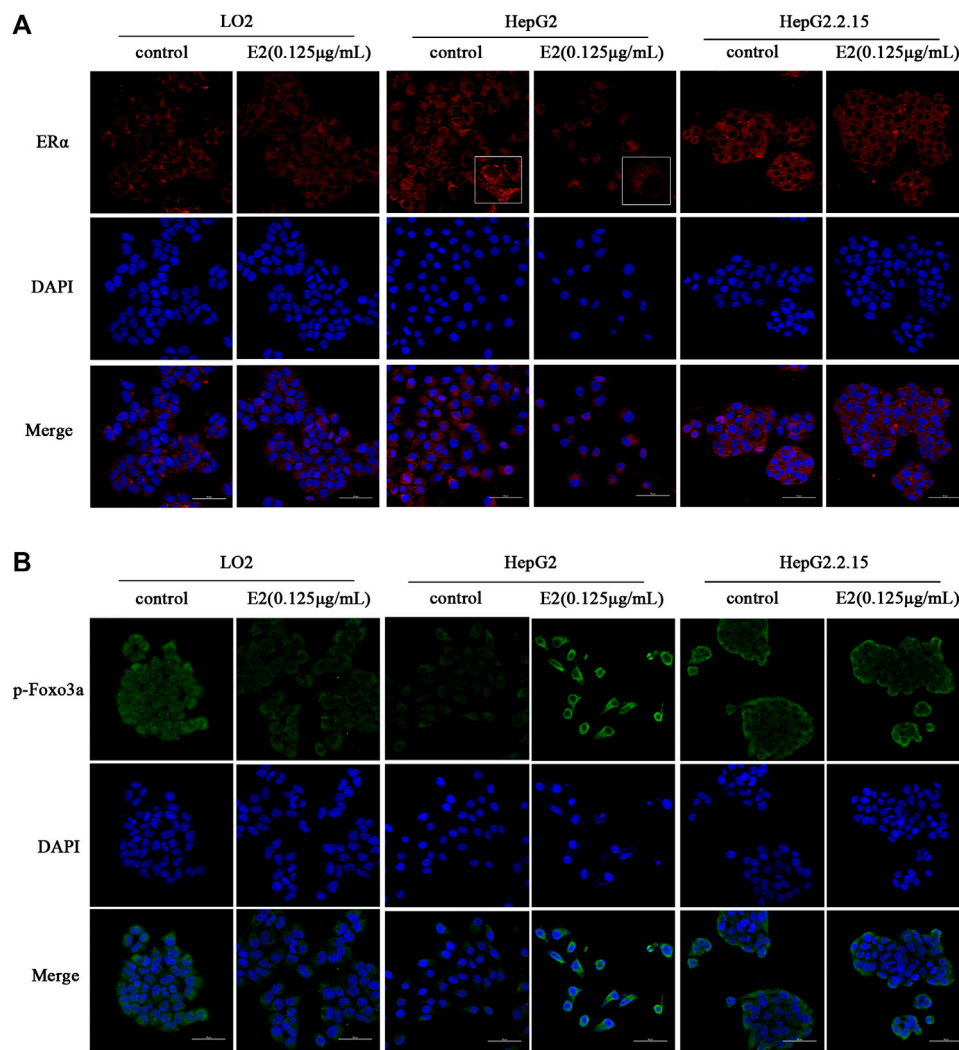 A
LO2 HepG2 HepG2.2.15
control E2(0.125μg/mL) control E2(0.125μg/mL) control E2(0.125μg/mL)
ERα
DAPI
Merge
B
LO2 HepG2 HepG2.2.15
control E2(0.125μg/mL) control E2(0.125μg/mL) control E2(0.125μg/mL)
p-Foxo3a
DAPI
Merge